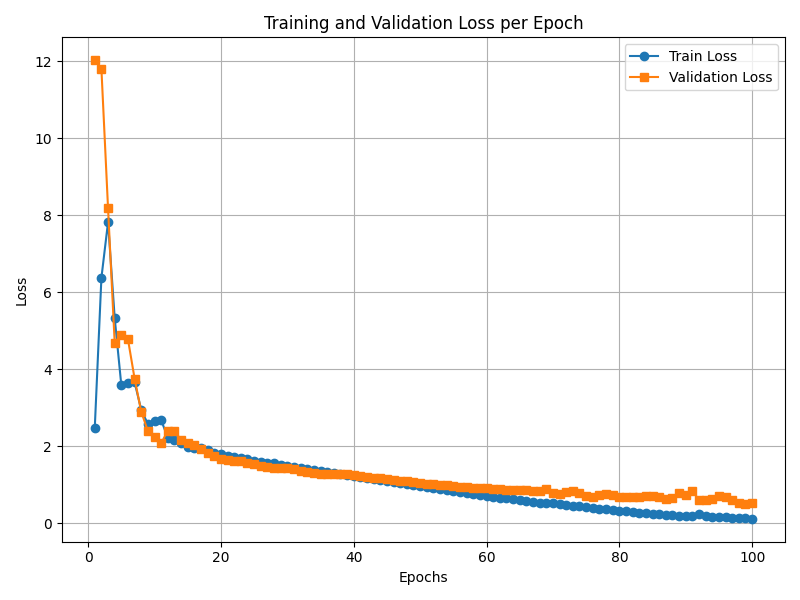 Training and Validation Loss per Epoch
Train Loss
Validation Loss
12
10
8
6
4
2
0
Loss
0 20 40 60 80 100
Epochs